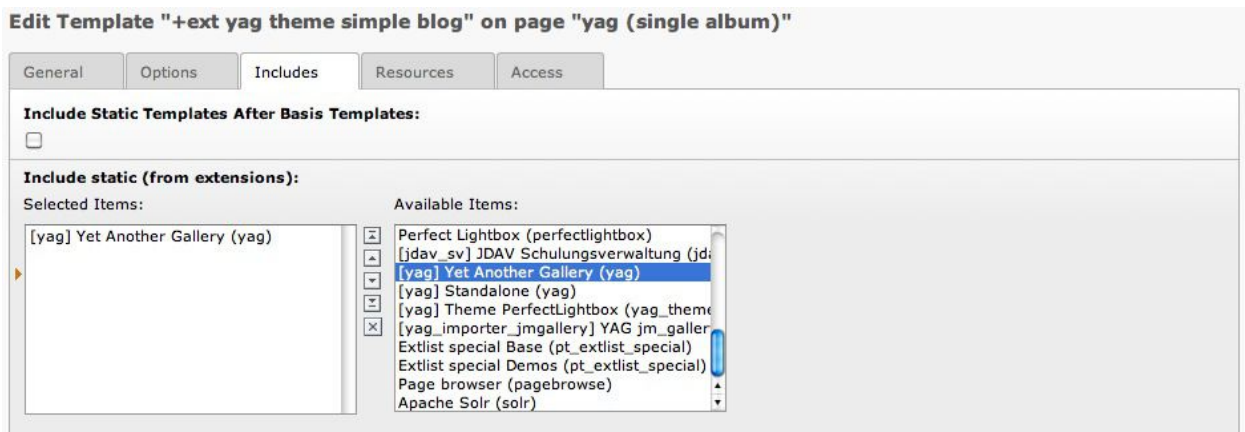 Edit Template "+ext yag theme simple blog" on page "yag (single album)"
General Options Includes Resources Access
Include Static Templates After Basis Templates:
Include static (from extensions):
Selected Items:
[yag] Yet Another Gallery (yag)
Available Items:
Perfect Lightbox (perfectlightbox)
[jdav_sv] JDAV Schulungsverwaltung (jda
[yag] Yet Another Gallery (yag)
[yag] Standalone (yag)
[yag] Theme PerfectLightbox (yag_theme
[yag_importer_jmgallery] YAG jm_galler
Extlist special Base (pt_extlist_special)
Extlist special Demos (pt_extlist_special)
Page browser (pagebrowse)
Apache Solr (solr)